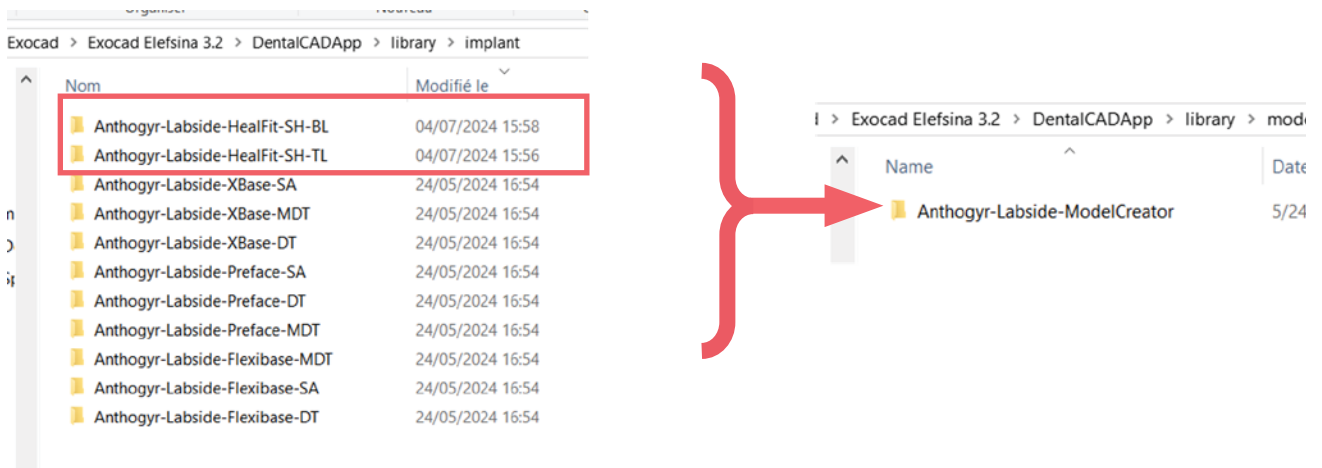 Exocad > Exocad Elefsina 3.2 > DentalCADApp > library > implant
Nom Modifié le
Anthogyr-Labside-HealFit-SH-BL 04/07/2024 15:58
Anthogyr-Labside-HealFit-SH-TL 04/07/2024 15:56
Anthogyr-Labside-XBase-SA 24/05/2024 16:54
Anthogyr-Labside-XBase-MDT 24/05/2024 16:54
Anthogyr-Labside-XBase-DT 24/05/2024 16:54
Anthogyr-Labside-Preface-SA 24/05/2024 16:54
Anthogyr-Labside-Preface-DT 24/05/2024 16:54
Anthogyr-Labside-Preface-MDT 24/05/2024 16:54
Anthogyr-Labside-Flexibase-MDT 24/05/2024 16:54
Anthogyr-Labside-Flexibase-SA 24/05/2024 16:54
Anthogyr-Labside-Flexibase-DT 24/05/2024 16:54
> Exocad Elefsina 3.2 > DentalCADApp > library >
Name Date
Anthogyr-Labside-ModelCreator 5/24